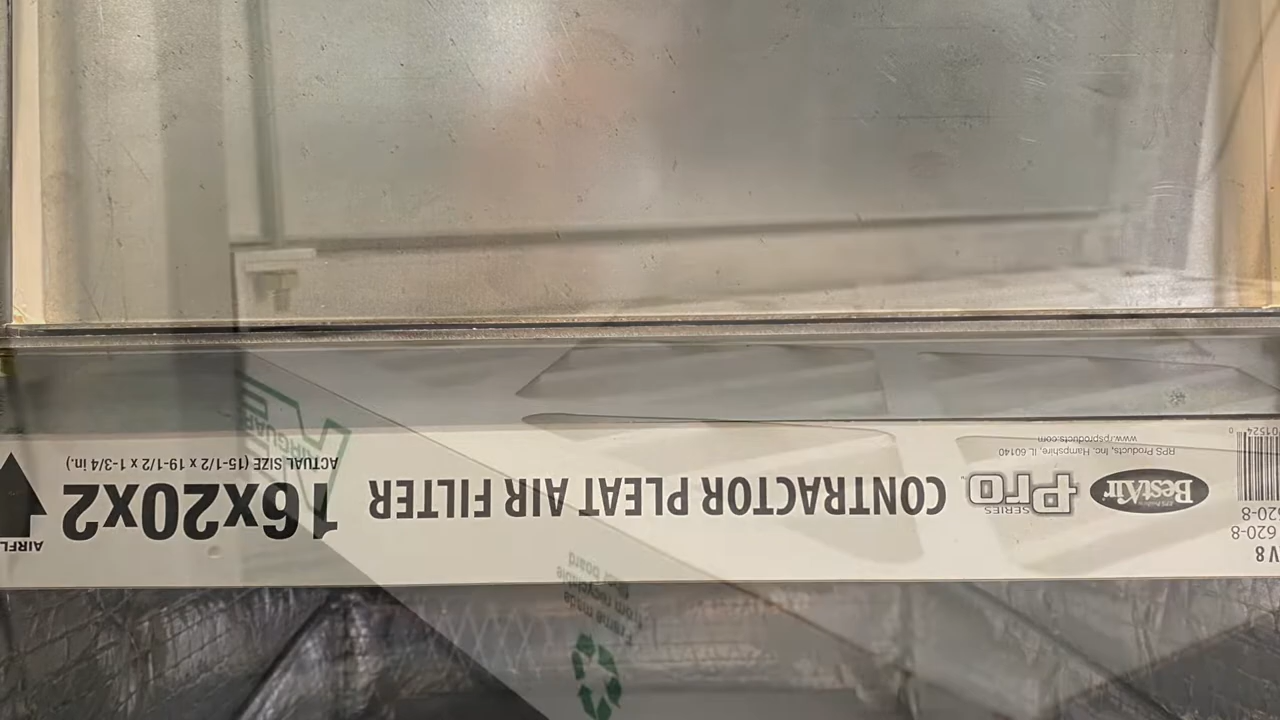 V 8
620-8
620-8
01524
0
BestAir
Pro
SERIES
RPS Products, Inc. Hampshire, IL 60140
www.rpsproducts.com
CONTRACTOR PLEAT AIR FILTER
16x20x2
ACTUAL SIZE (15-1/2 x 19-1/2 x 1-3/4 in.)
AIRFL
Frame made
from recyclable
board